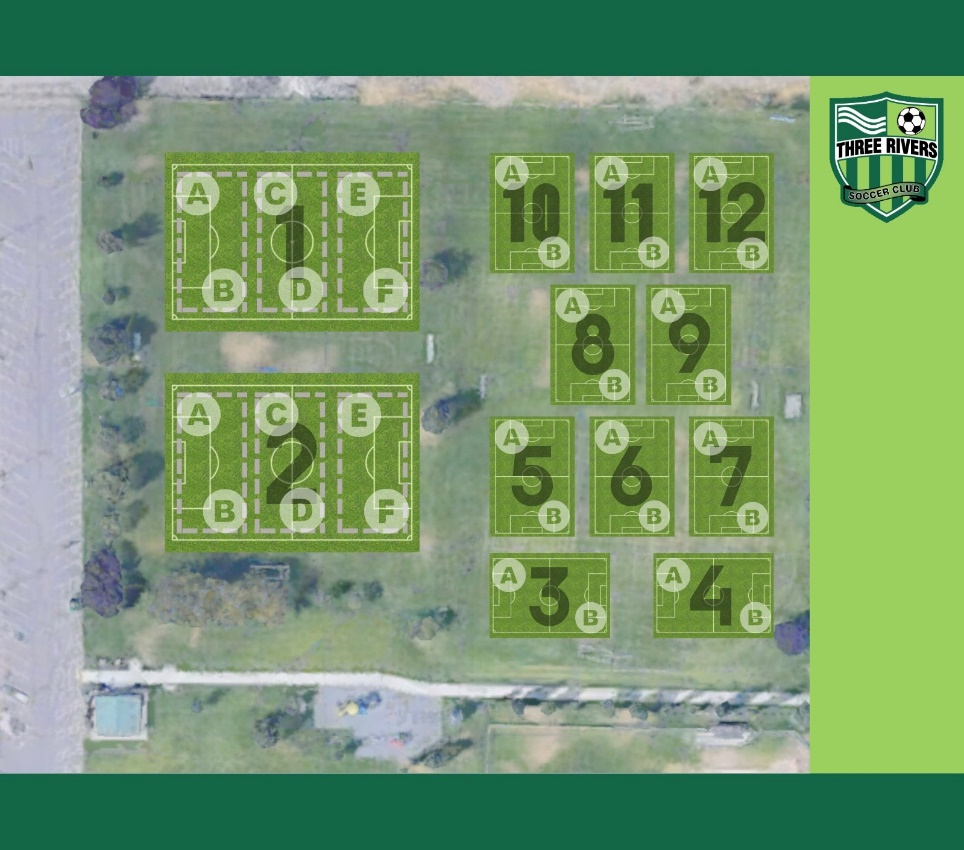 THREE RIVERS
SOCCER CLUB
A C E
1
B D F
A A A
10 11 12
B B B
A A
8 9
B B
A C E
2
B D F
A A A
5 6 7
B B B
A A
3 4
B B